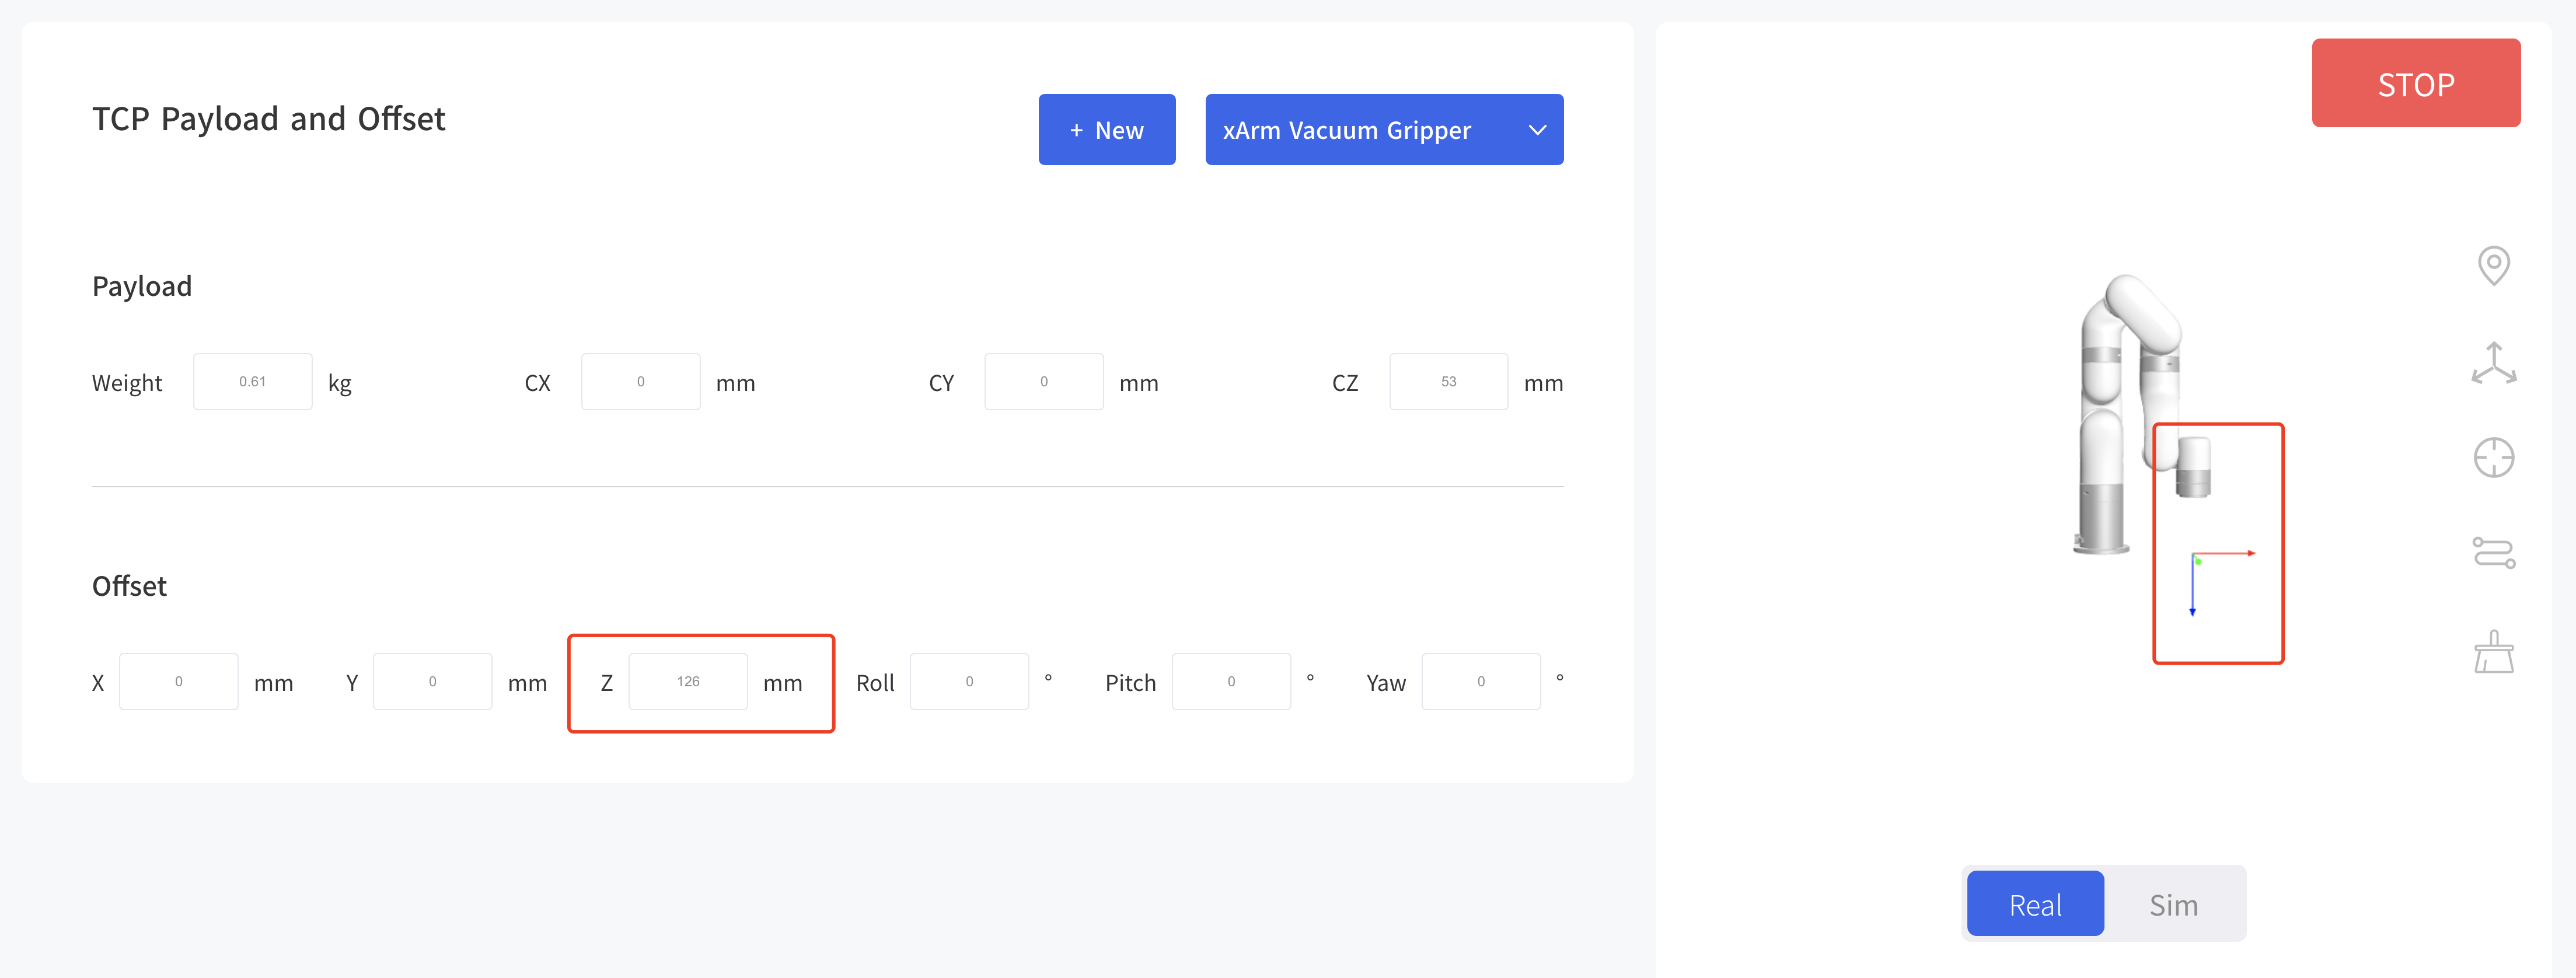 STOP
TCP Payload and Offset
+ New
xArm Vacuum Gripper
Payload
Weight 0.61 kg CX 0 mm CY 0 mm CZ 53 mm
Offset
X 0 mm Y 0 mm Z 126 mm Roll 0 ° Pitch 0 ° Yaw 0 °
Real Sim